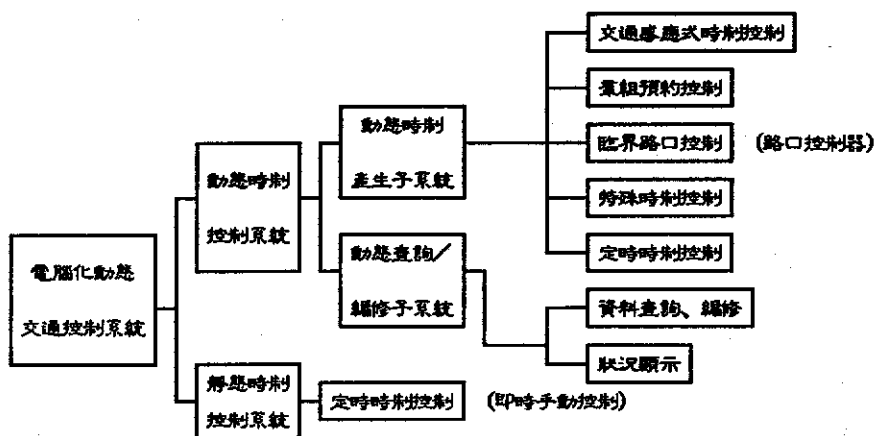 交通感應式時制控制
羣組預約控制
動態時制
產生子系統
臨界路口控制
(路口控制器)
動態時制
控制系統
特殊時制控制
定時時制控制
電腦化動態
交通控制系統
動態查詢/
編修子系統
資料查詢、編修
狀況顯示
靜態時制
控制系統
定時時制控制
(即時手動控制)